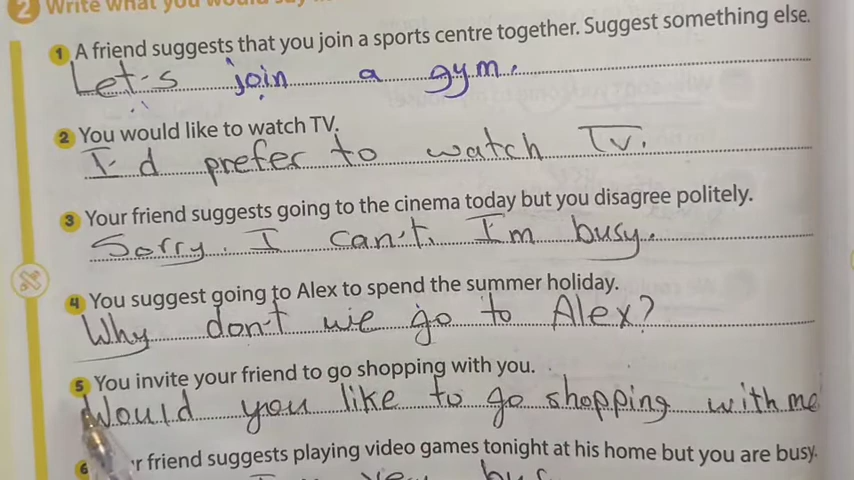 2 Write what you would say in
1 A friend suggests that you join a sports centre together. Suggest something else.
Let's join a gym.
2 You would like to watch TV.
I'd prefer to watch TV.
3 Your friend suggests going to the cinema today but you disagree politely.
Sorry. I can't. I'm busy.
4 You suggest going to Alex to spend the summer holiday.
Why don't we go to Alex?
5 You invite your friend to go shopping with you.
Would you like to go shopping with me
6 r friend suggests playing video games tonight at his home but you are busy.